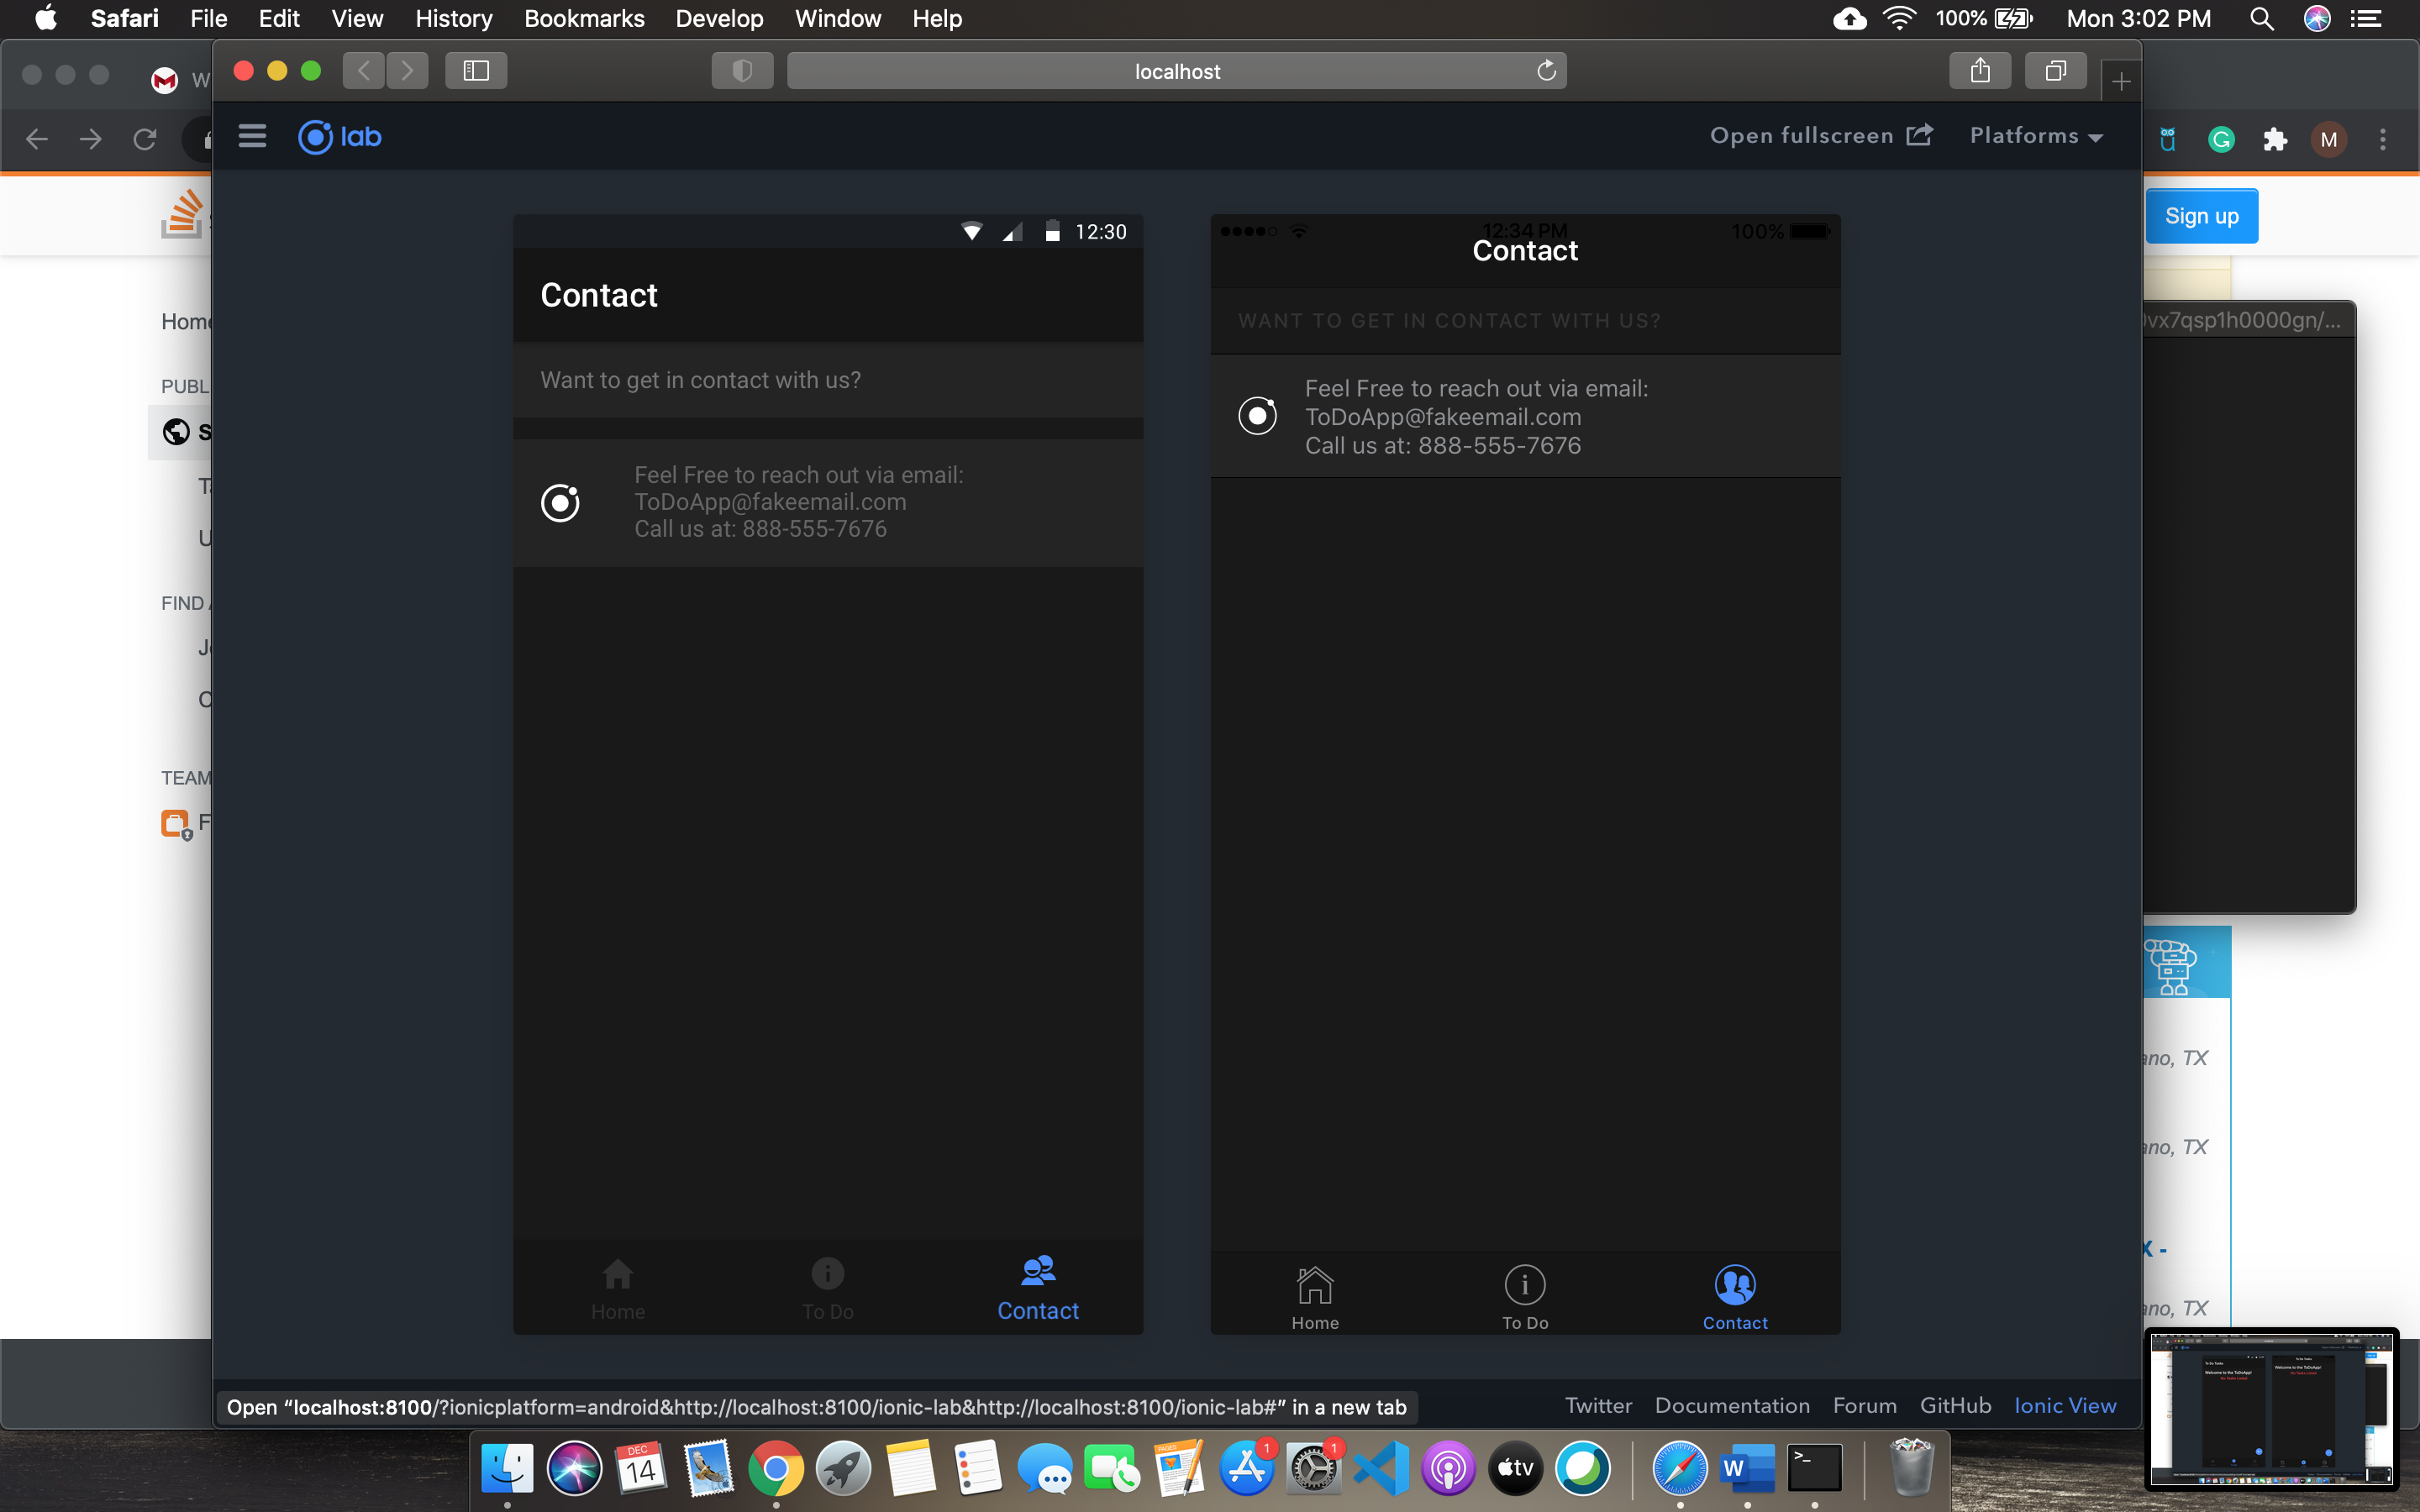 Safari File Edit View History Bookmarks Develop Window Help
100% Mon 3:02 PM
localhost
lab
Open fullscreen
Platforms
M
Sign up
Home
PUBL
FIND
TEAM
12:30
Contact
Want to get in contact with us?
Feel Free to reach out via email:
ToDoApp@fakeemail.com
Call us at: 888-555-7676
Home
To Do
Contact
12:34 PM
100%
Contact
WANT TO GET IN CONTACT WITH US?
Feel Free to reach out via email:
ToDoApp@fakeemail.com
Call us at: 888-555-7676
Home
To Do
Contact
vx7qsp1h0000gn/...
ano, TX
ano, TX
X -
ano, TX
Open “localhost:8100/?ionicplatform=android&http://localhost:8100/ionic-lab&http://localhost:8100/ionic-lab#” in a new tab
Twitter Documentation Forum GitHub Ionic View
DEC
14
PAGES
1
1
tv
W
>_